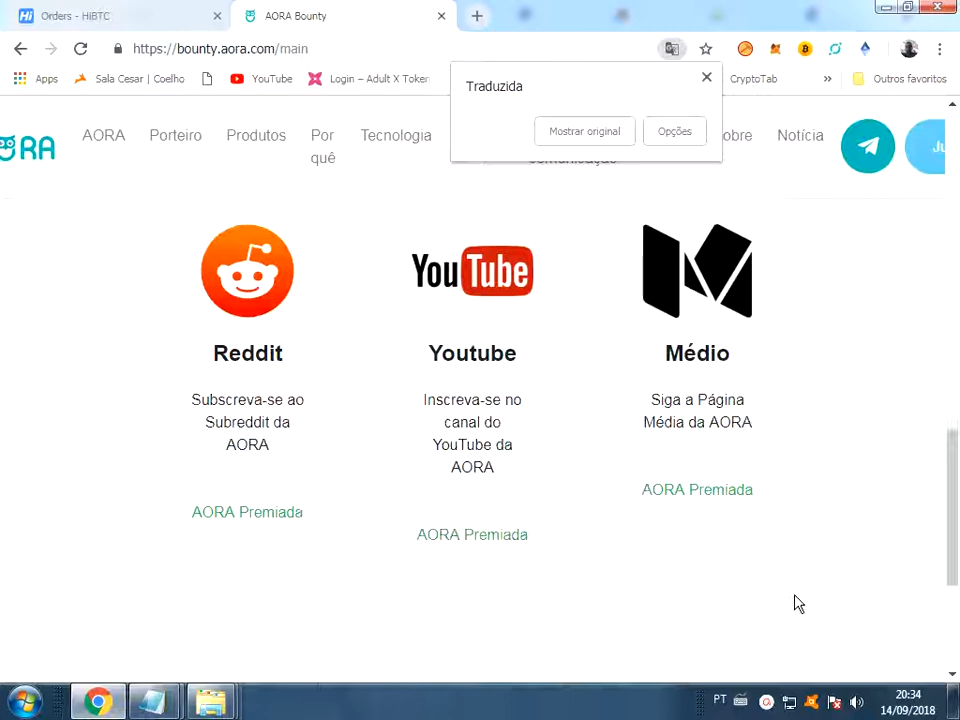 Orders - HiBTC
AORA Bounty
https://bounty.aora.com/main
Apps
Sala Cesar | Coelho
YouTube
Login – Adult X Token
CryptoTab
»
Outros favoritos
Traduzida
Mostrar original
Opções
RA
AORA
Porteiro
Produtos
Por
quê
Tecnologia
obre
Notícia
Ju
YouTube
Reddit
Youtube
Médio
Subscreva-se ao
Subreddit da
AORA
Inscreva-se no
canal do
YouTube da
AORA
Siga a Página
Média da AORA
AORA Premiada
AORA Premiada
AORA Premiada
PT
20:34
14/09/2018